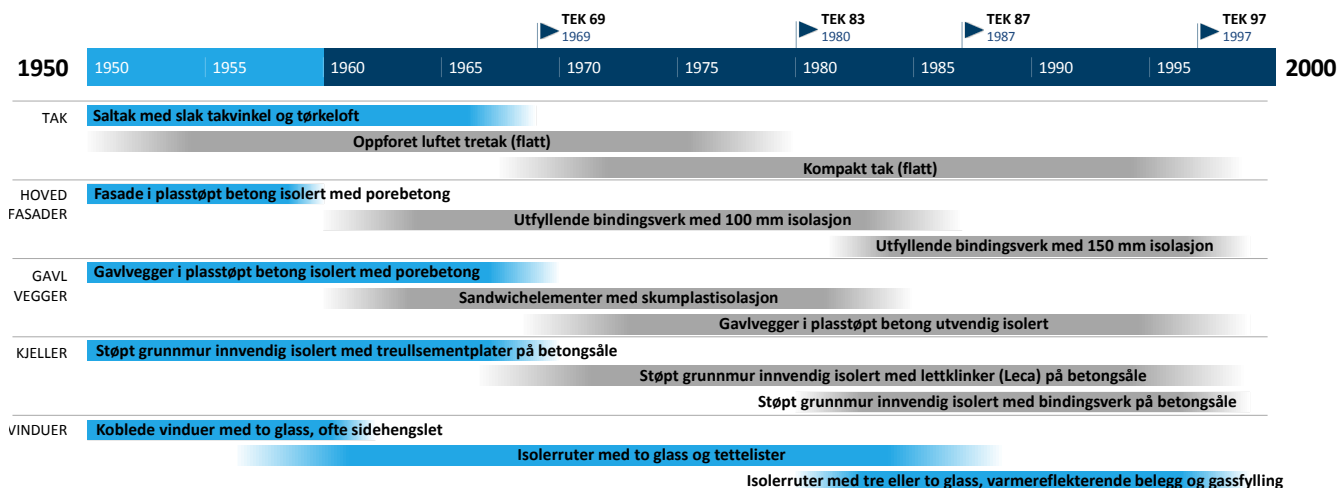 TEK 69
1969
TEK 83
1980
TEK 87
1987
TEK 97
1997
1950 1950 1955 1960 1965 1970 1975 1980 1985 1990 1995 2000
TAK
Saltak med slak takvinkel og tørkeloft
Oppforet luftet tretak (flatt)
Kompakt tak (flatt)
HOVED
FASADER
Fasade i plasstøpt betong isolert med porebetong
Utfyllende bindingsverk med 100 mm isolasjon
Utfyllende bindingsverk med 150 mm isolasjon
GAVL
VEGGER
Gavlvegger i plasstøpt betong isolert med porebetong
Sandwichelementer med skumplastisolasjon
Gavlvegger i plasstøpt betong utvendig isolert
KJELLER
Støpt grunnmur innvendig isolert med treullsementplater på betongsåle
Støpt grunnmur innvendig isolert med lettklinker (Leca) på betongsåle
Støpt grunnmur innvendig isolert med bindingsverk på betongsåle
VINDUER
Koblede vinduer med to glass, ofte sidehengslet
Isolerruter med to glass og tettelister
Isolerruter med tre eller to glass, varmereflekterende belegg og gassfylling